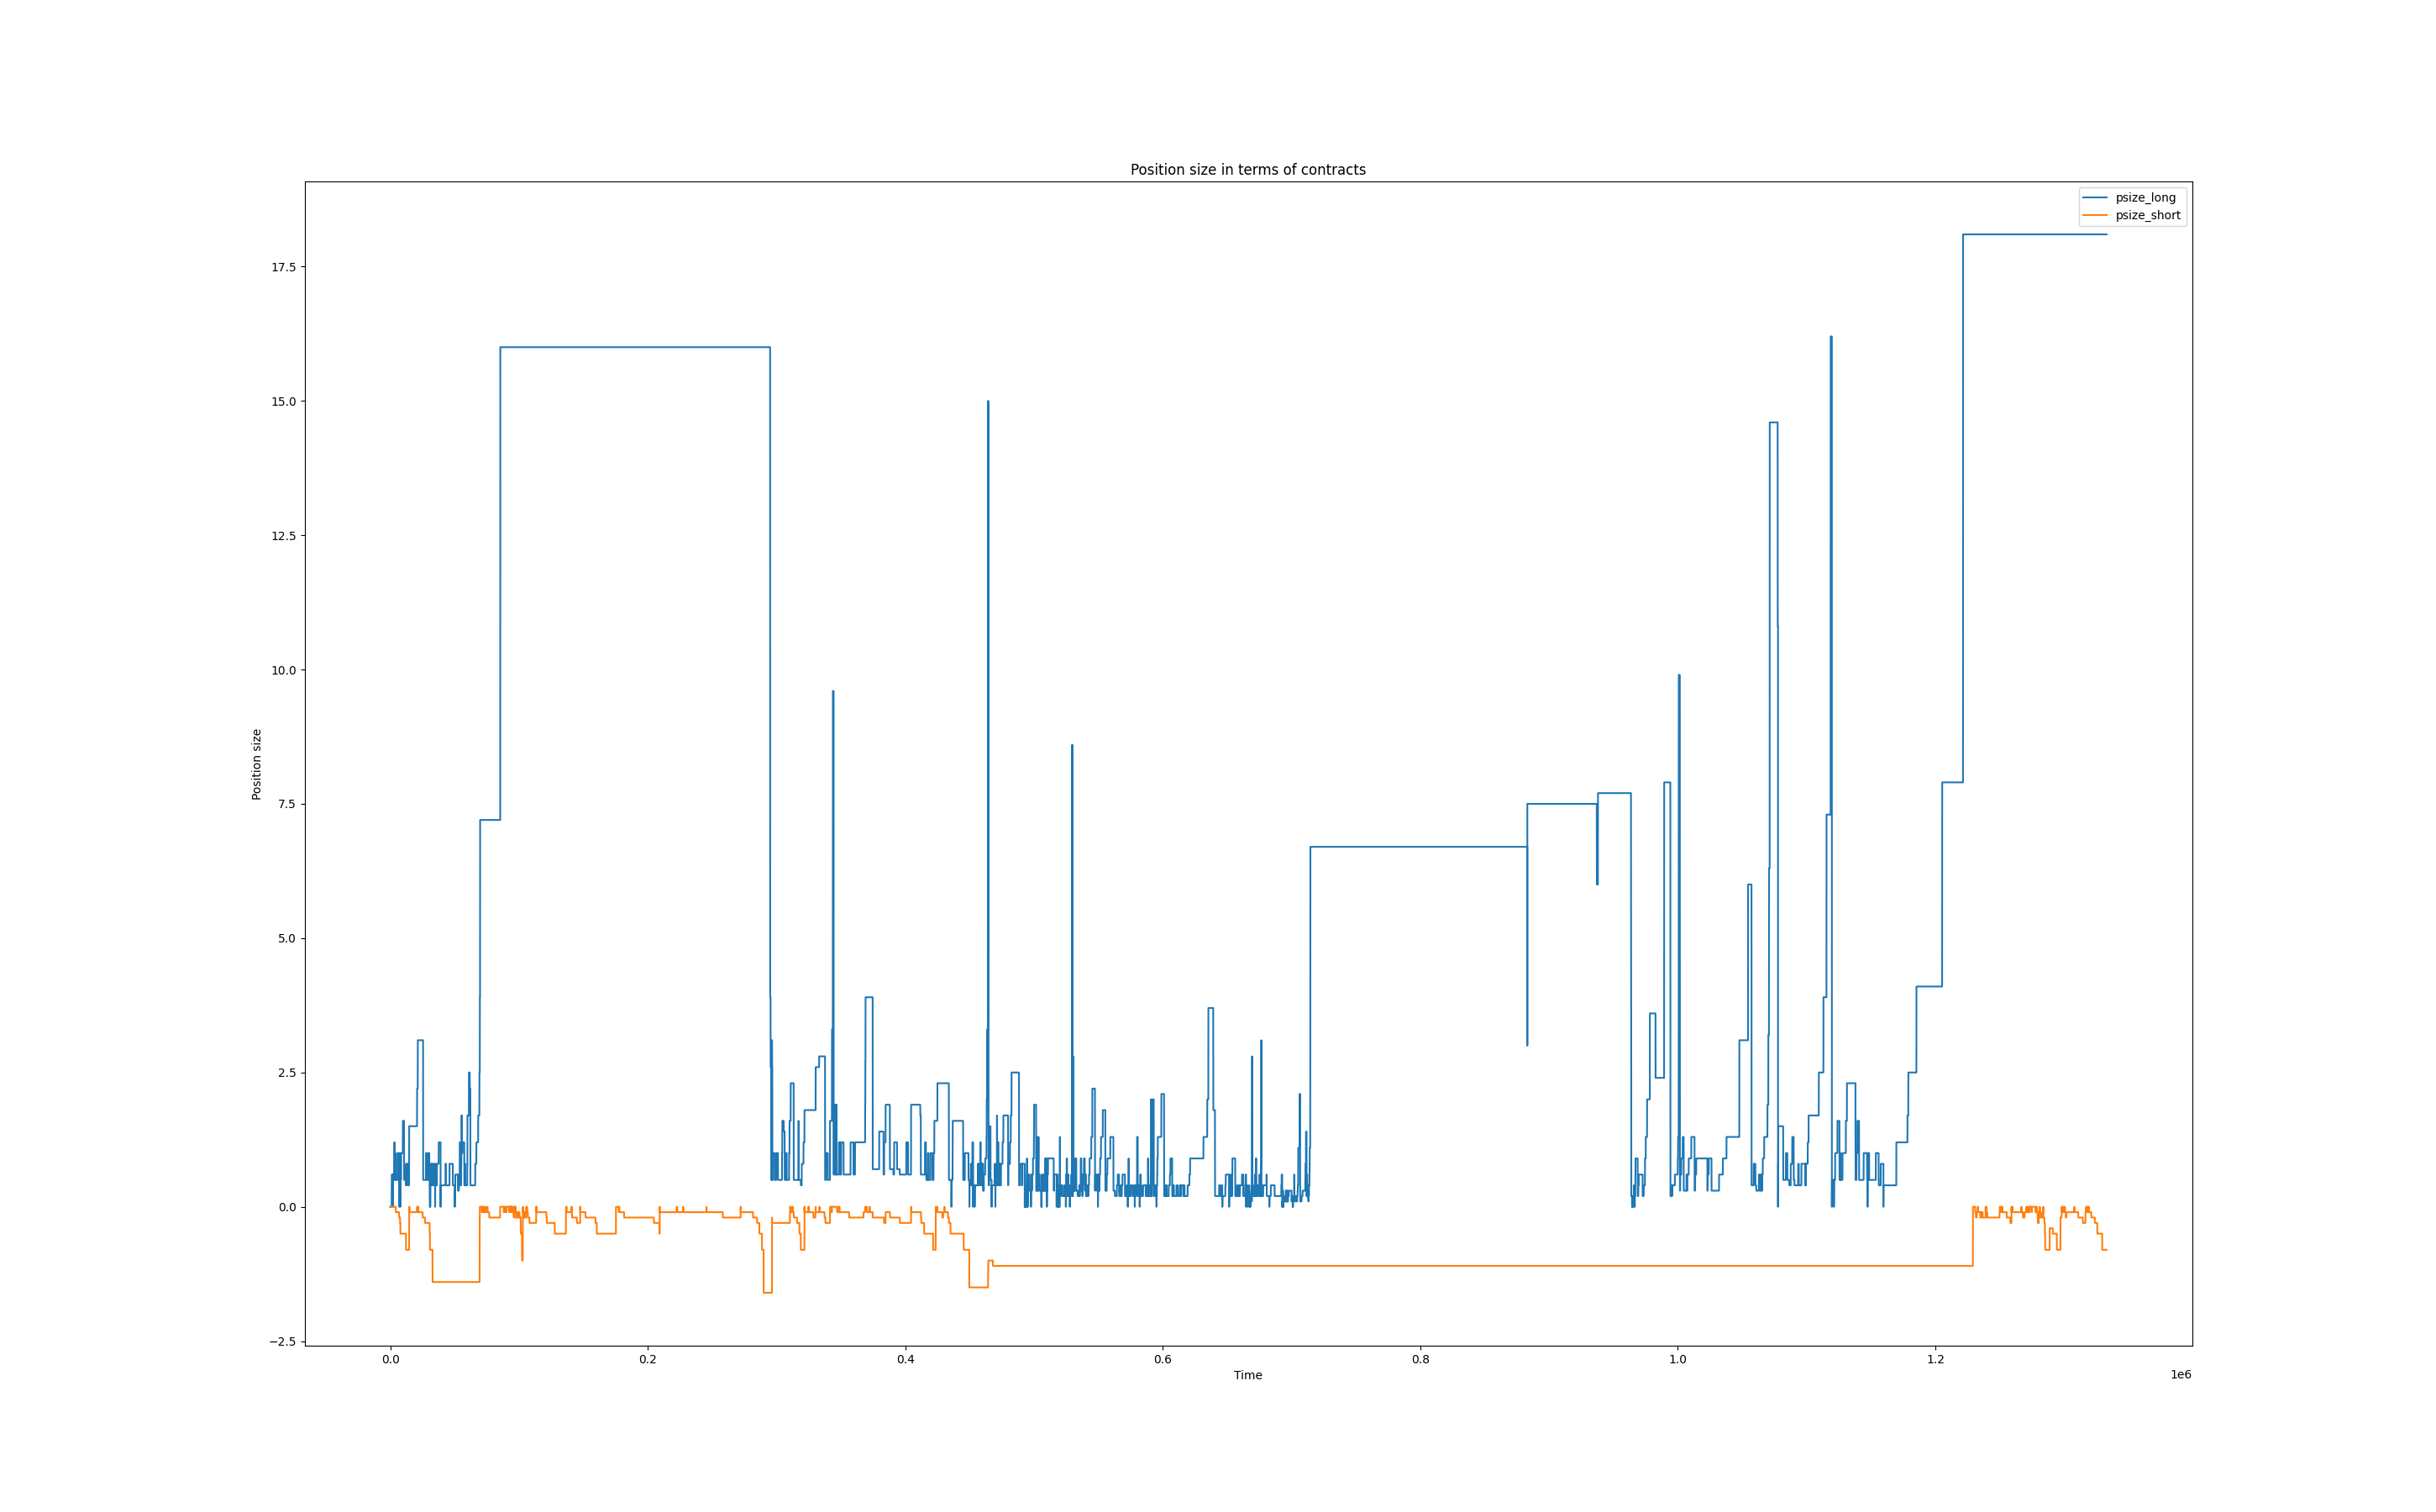 Position size in terms of contracts
psize_long
psize_short
17.5
15.0
12.5
10.0
7.5
5.0
2.5
0.0
−2.5
Position size
0.0 0.2 0.4 0.6 0.8 1.0 1.2
Time
1e6